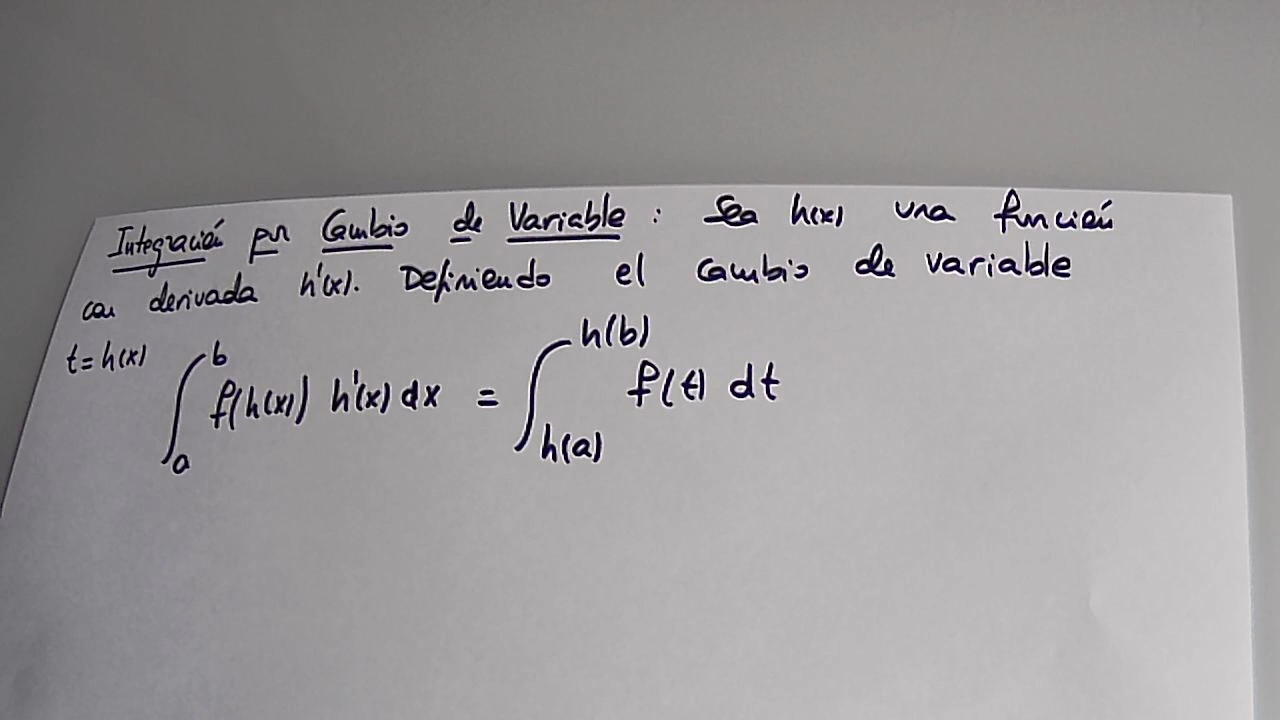 Integración por Cambio de Variable : Sea h(x) una función
con derivada h'(x). Definiendo el cambio de variable
t = h(x) ∫_a^b f(h(x)) h'(x) dx = ∫_{h(a)}^{h(b)} f(t) dt